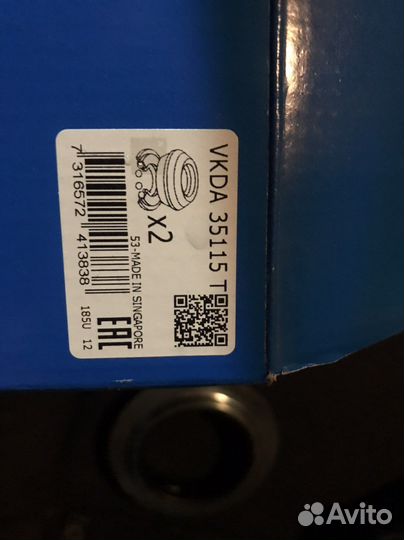 VKDA 35115 T
x2
53-MADE IN SINGAPORE
EAC
7 316572 413838
185U 12
Avito